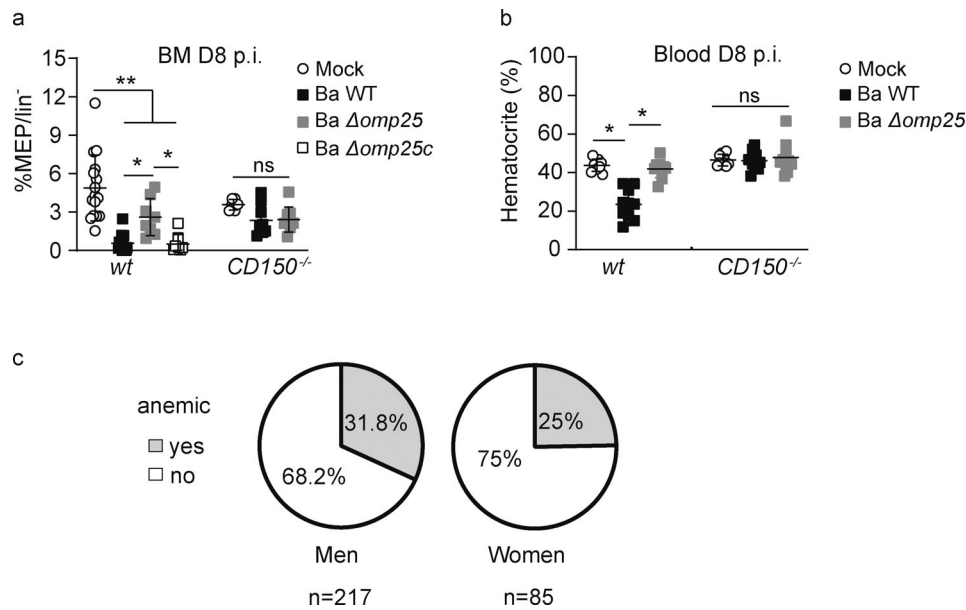 a
BM D8 p.i.
%MEP/lin⁻
15
12
9
6
3
0
**
* *
ns
wt CD150⁻/⁻
Mock
Ba WT
Ba Δomp25
Ba Δomp25c
b
Blood D8 p.i.
Hematocrite (%)
100
80
60
40
20
0
* *
ns
wt CD150⁻/⁻
Mock
Ba WT
Ba Δomp25
c
anemic
yes
no
31.8%
68.2%
Men
n=217
25%
75%
Women
n=85